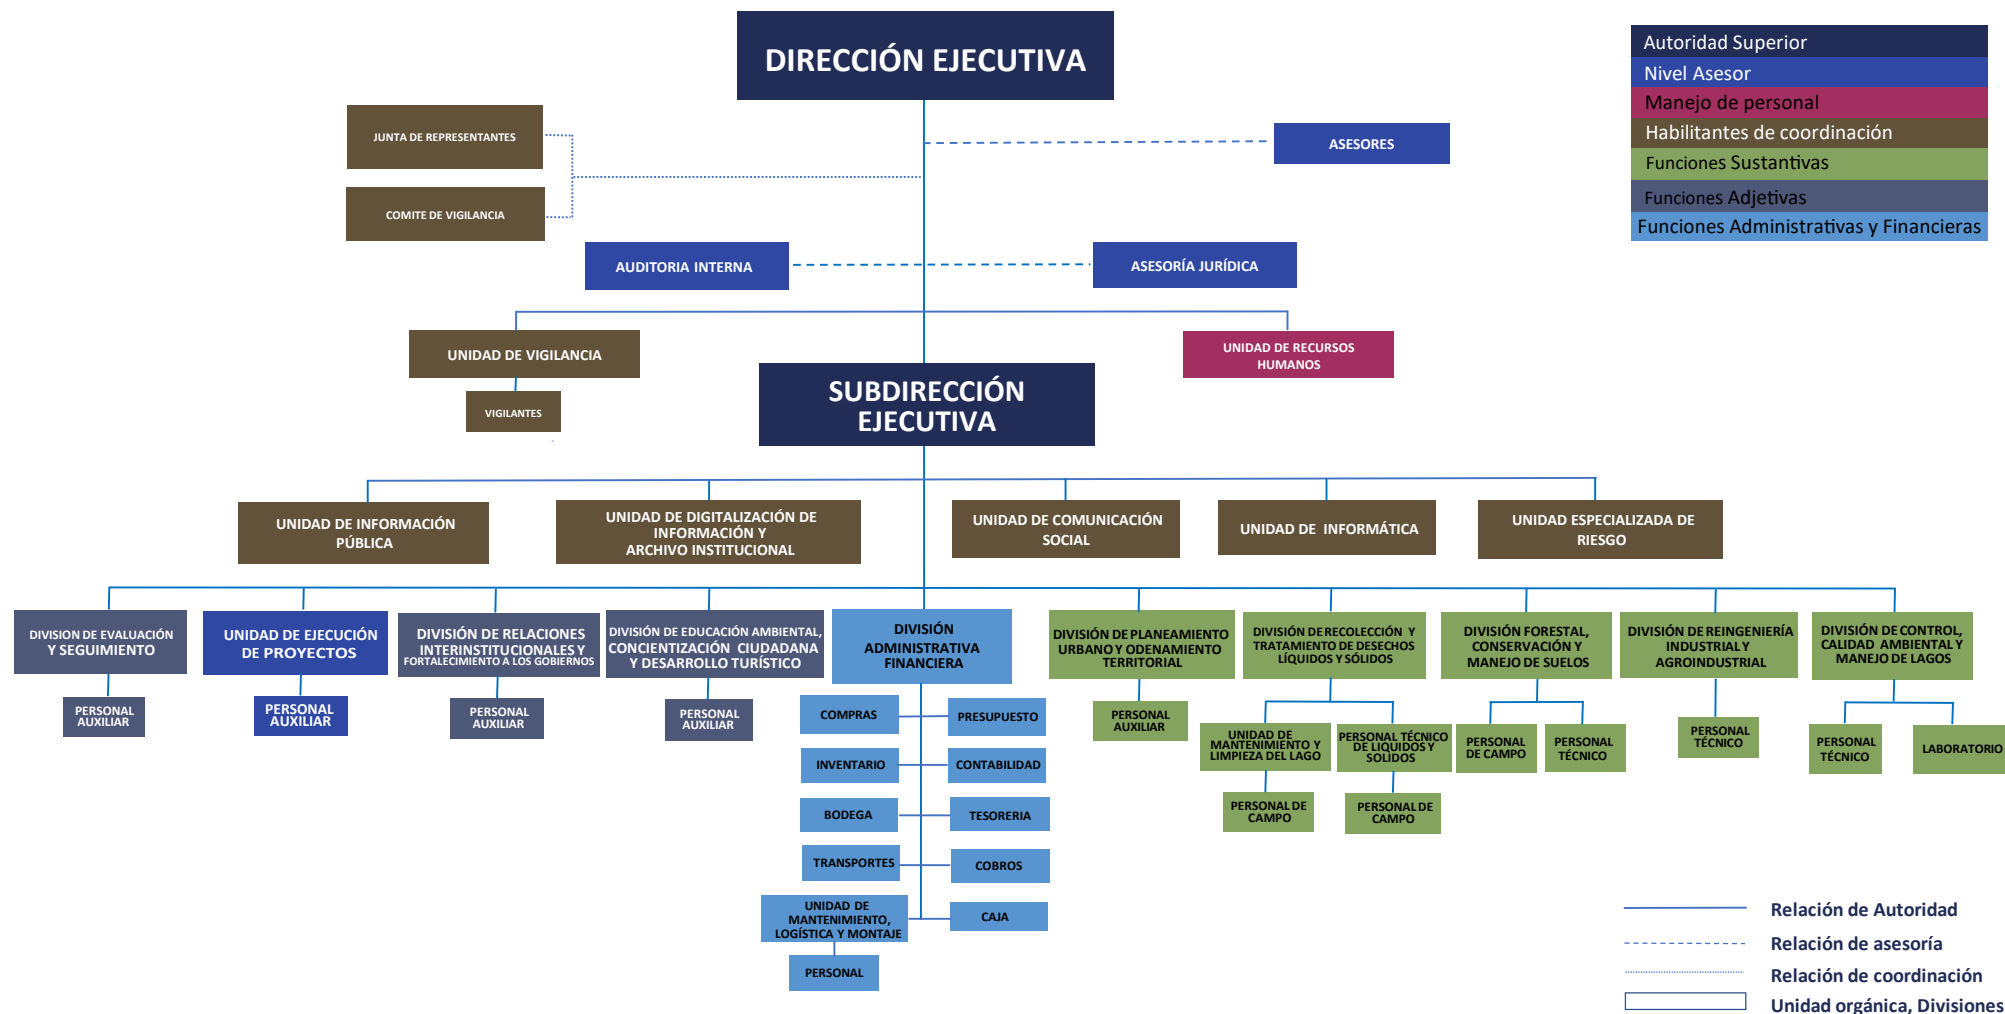 DIRECCIÓN EJECUTIVA
Autoridad Superior
Nivel Asesor
Manejo de personal
Habilitantes de coordinación
Funciones Sustantivas
Funciones Adjetivas
Funciones Administrativas y Financieras
JUNTA DE REPRESENTANTES
ASESORES
COMITE DE VIGILANCIA
AUDITORIA INTERNA
ASESORÍA JURÍDICA
UNIDAD DE VIGILANCIA
UNIDAD DE RECURSOS
HUMANOS
VIGILANTES
SUBDIRECCIÓN
EJECUTIVA
UNIDAD DE INFORMACIÓN
PÚBLICA
UNIDAD DE DIGITALIZACIÓN DE
INFORMACIÓN Y
ARCHIVO INSTITUCIONAL
UNIDAD DE COMUNICACIÓN
SOCIAL
UNIDAD DE INFORMÁTICA
UNIDAD ESPECIALIZADA DE
RIESGO
DIVISION DE EVALUACIÓN
Y SEGUIMIENTO
UNIDAD DE EJECUCIÓN
DE PROYECTOS
DIVISIÓN DE RELACIONES
INTERINSTITUCIONALES Y
FORTALECIMIENTO A LOS GOBIERNOS
DIVISIÓN DE EDUCACIÓN AMBIENTAL,
CONCIENTIZACIÓN CIUDADANA
Y DESARROLLO TURÍSTICO
DIVISIÓN
ADMINISTRATIVA
FINANCIERA
DIVISIÓN DE PLANEAMIENTO
URBANO Y ODENAMIENTO
TERRITORIAL
DIVISIÓN DE RECOLECCIÓN Y
TRATAMIENTO DE DESECHOS
LÍQUIDOS Y SÓLIDOS
DIVISIÓN FORESTAL,
CONSERVACIÓN Y
MANEJO DE SUELOS
DIVISIÓN DE REINGENIERÍA
INDUSTRIAL Y
AGROINDUSTRIAL
DIVISIÓN DE CONTROL,
CALIDAD AMBIENTAL Y
MANEJO DE LAGOS
PERSONAL
AUXILIAR
PERSONAL
AUXILIAR
PERSONAL
AUXILIAR
PERSONAL
AUXILIAR
COMPRAS
PRESUPUESTO
INVENTARIO
CONTABILIDAD
BODEGA
TESORERIA
TRANSPORTES
COBROS
UNIDAD DE
MANTENIMIENTO,
LOGÍSTICA Y MONTAJE
CAJA
PERSONAL
PERSONAL
AUXILIAR
UNIDAD DE
MANTENIMIENTO Y
LIMPIEZA DEL LAGO
PERSONAL TÉCNICO
DE LIQUIDOS Y
SOLIDOS
PERSONAL DE
CAMPO
PERSONAL DE
CAMPO
PERSONAL
DE CAMPO
PERSONAL
TÉCNICO
PERSONAL
TÉCNICO
PERSONAL
TÉCNICO
LABORATORIO
Relación de Autoridad
Relación de asesoría
Relación de coordinación
Unidad orgánica, Divisiones